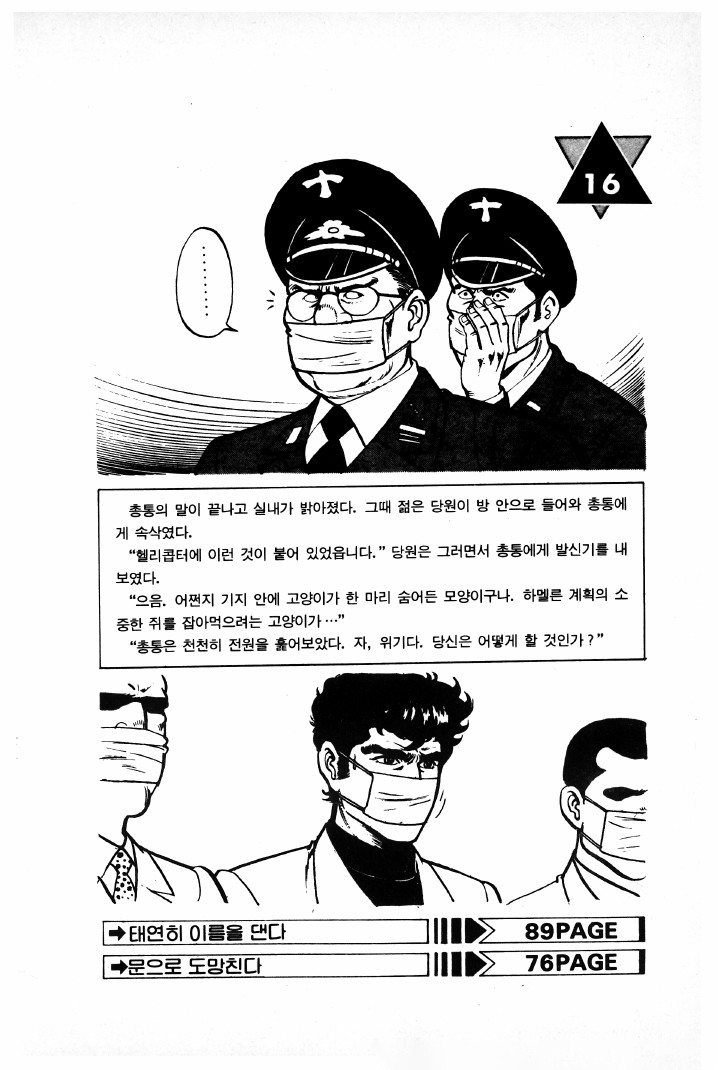 16
…………
총통의 말이 끝나고 실내가 밝아졌다. 그때 젊은 당원이 방 안으로 들어와 총통에
게 속삭였다.
“헬리콥터에 이런 것이 붙어 있었읍니다.” 당원은 그러면서 총통에게 발신기를 내
보였다.
“으음. 어쩐지 기지 안에 고양이가 한 마리 숨어든 모양이구나. 하멜른 계획의 소
중한 쥐를 잡아먹으려는 고양이가…”
“총통은 천천히 전원을 훑어보았다. 자, 위기다. 당신은 어떻게 할 것인가?”
➡태연히 이름을 댄다 89PAGE
➡문으로 도망친다 76PAGE